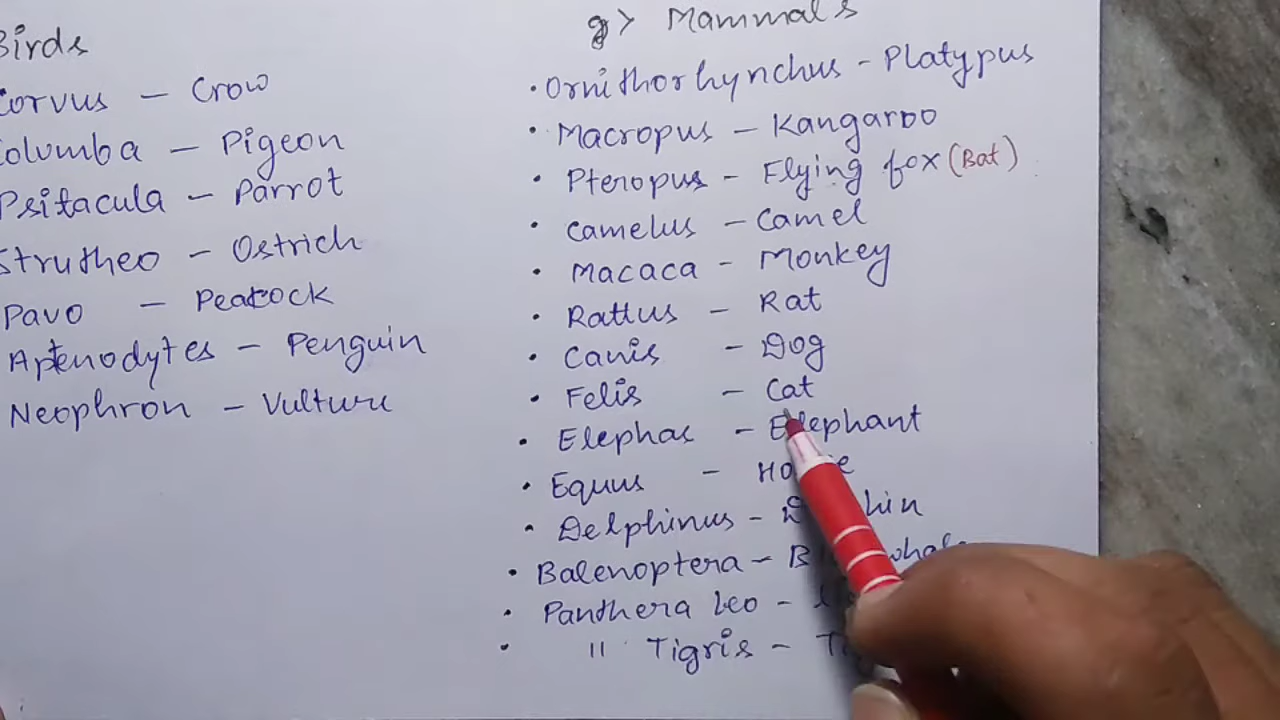 Birds
Corvus - Crow
Columba - Pigeon
Psitacula - Parrot
Strutheo - Ostrich
Pavo - Peacock
Aptenodytes - Penguin
Neophron - Vulture
g> Mammals
• Ornithorhynchus - Platypus
• Macropus - Kangaroo
• Pteropus - Flying fox (Bat)
• Camelus - Camel
• Macaca - Monkey
• Rattus - Rat
• Canis - Dog
• Felis - Cat
• Elephas - Elephant
• Equus -
• Delphinus -
• Balenoptera - whale
• Panthera leo -
• " Tigris -